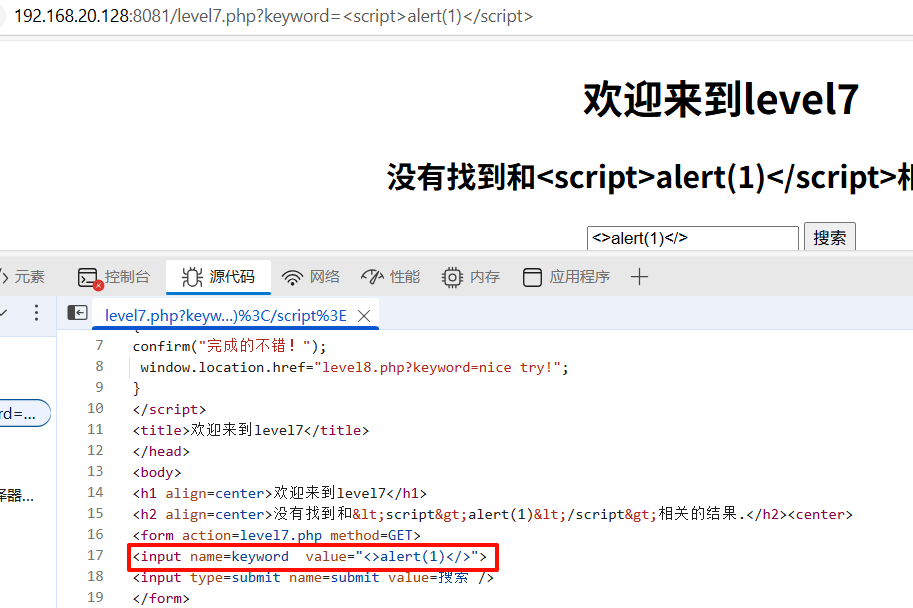 192.168.20.128:8081/level7.php?keyword=<script>alert(1)</script>
欢迎来到level7
没有找到和<script>alert(1)</script>相
<>alert(1)</> 搜索
元素 控制台 源代码 网络 性能 内存 应用程序
level7.php?keyw...)%3C/script%3E
7 {
confirm("完成的不错！");
8 window.location.href="level8.php?keyword=nice try!";
9 }
10 </script>
11 <title>欢迎来到level7</title>
12 </head>
13 <body>
14 <h1 align=center>欢迎来到level7</h1>
15 <h2 align=center>没有找到和&lt;script&gt;alert(1)&lt;/script&gt;相关的结果.</h2><center>
16 <form action=level7.php method=GET>
17 <input name=keyword  value="<>alert(1)</>">
18 <input type=submit name=submit value=搜索 />
19 </form>
rd=...
器...